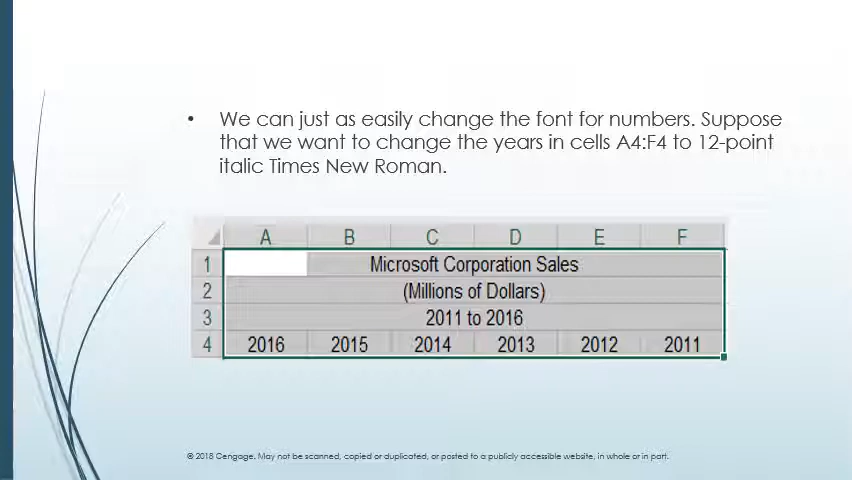 • We can just as easily change the font for numbers. Suppose
that we want to change the years in cells A4:F4 to 12-point
italic Times New Roman.
A B C D E F
1 Microsoft Corporation Sales
2 (Millions of Dollars)
3 2011 to 2016
4 2016 2015 2014 2013 2012 2011
© 2018 Cengage. May not be scanned, copied or duplicated, or posted to a publicly accessible website, in whole or in part.